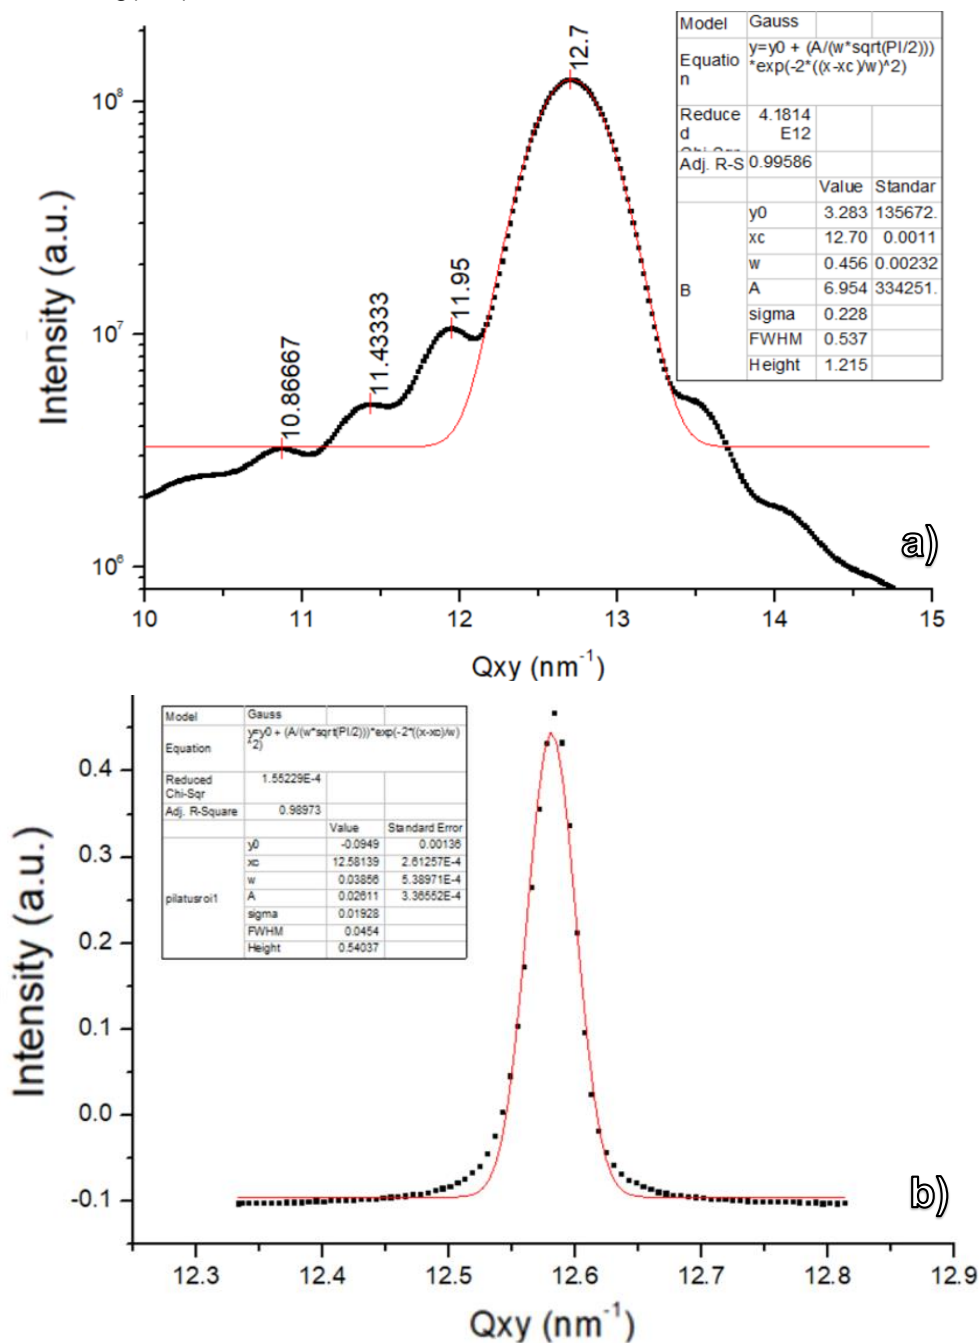 12.7
10⁸
10⁷
10⁶
10.86667
11.43333
11.95
Intensity (a.u.)
Model Gauss
Equatio
n
y=y0 + (A/(w*sqrt(PI/2)))
*exp(-2*((x-xc)/w)^2)
Reduce
d
4.1814
E12
Adj. R-S 0.99586
Value Standar
B
y0 3.283 135672.
xc 12.70 0.0011
w 0.456 0.00232
A 6.954 334251.
sigma 0.228
FWHM 0.537
Height 1.215
a)
10 11 12 13 14 15
Qxy (nm⁻¹)
Model Gauss
Equation
y=y0 + (A/(w*sqrt(PI/2)))*exp(-2*((x-xc)/w)
^2)
Reduced
Chi-Sqr
1.55229E-4
Adj. R-Square 0.98973
Value Standard Error
pilatusroi1
y0 -0.0949 0.00136
xc 12.58139 2.61257E-4
w 0.03856 5.38971E-4
A 0.02611 3.36552E-4
sigma 0.01928
FWHM 0.0454
Height 0.54037
0.4
0.3
0.2
0.1
0.0
-0.1
Intensity (a.u.)
b)
12.3 12.4 12.5 12.6 12.7 12.8 12.9
Qxy (nm⁻¹)